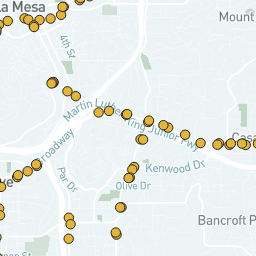 La Mesa
Mount
4th St
Martin Luther King Junior Fwy
Broadway
Casa
Kenwood Dr
Par Dr
Olive Dr
Bancroft P